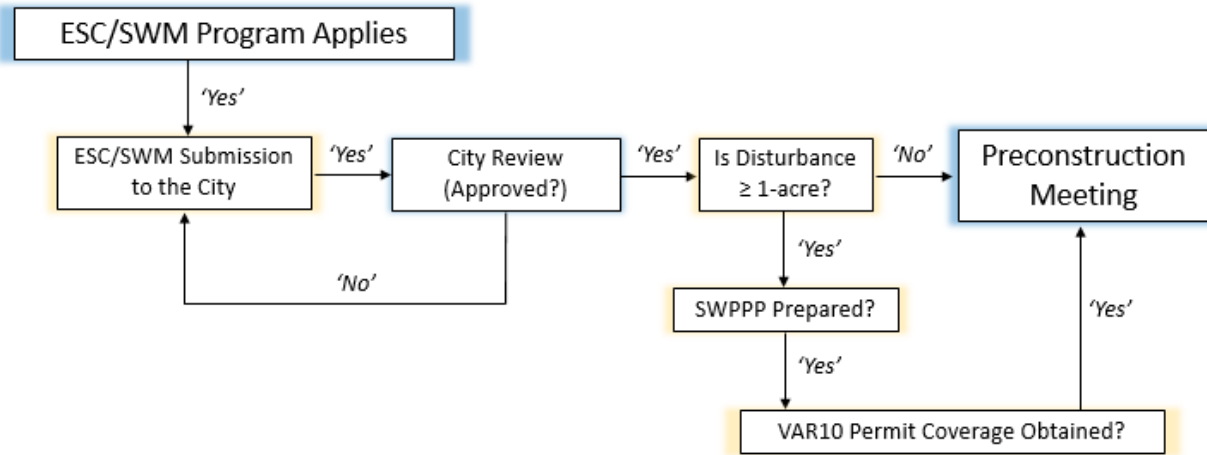 ESC/SWM Program Applies
‘Yes’
ESC/SWM Submission
to the City
‘Yes’
City Review
(Approved?)
‘Yes’
Is Disturbance
≥ 1-acre?
‘No’
Preconstruction
Meeting
‘No’
‘Yes’
SWPPP Prepared?
‘Yes’
‘Yes’
VAR10 Permit Coverage Obtained?